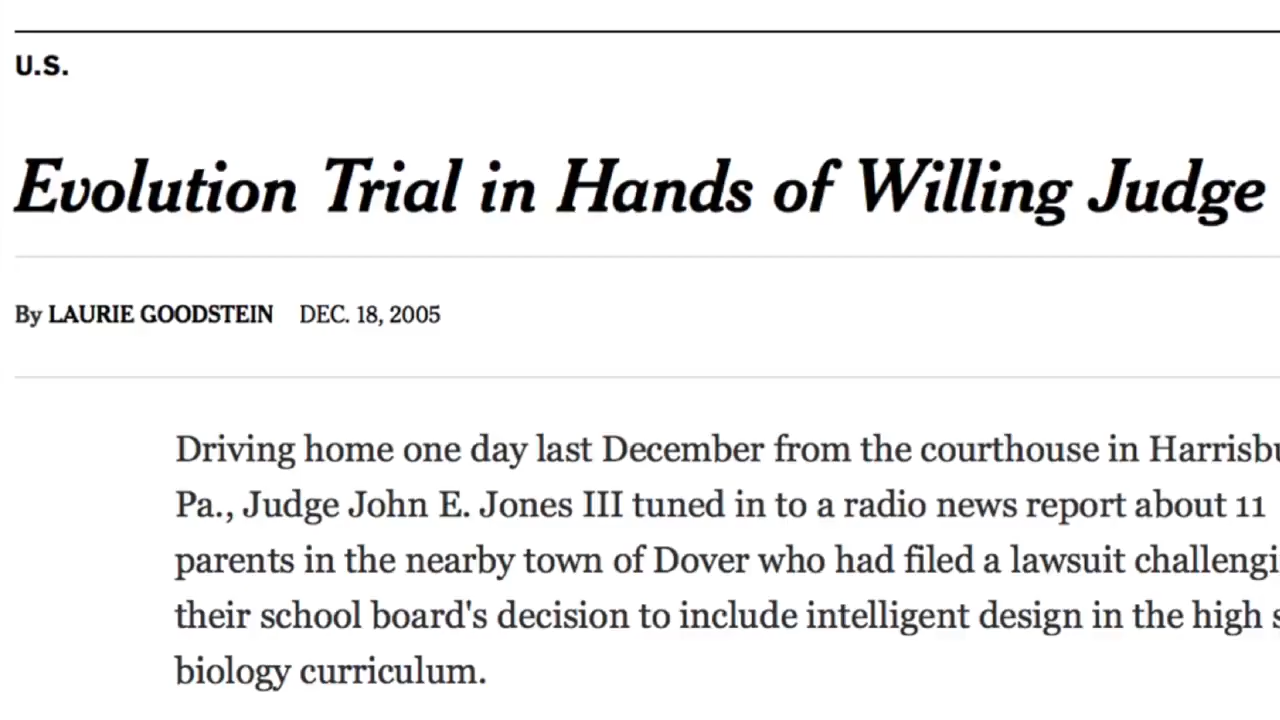 U.S.
Evolution Trial in Hands of Willing Judge
By LAURIE GOODSTEIN DEC. 18, 2005
Driving home one day last December from the courthouse in
Pa., Judge John E. Jones III tuned in to a radio news report about 11
parents in the nearby town of Dover who had filed a lawsuit
their school board's decision to include intelligent design in the high
biology curriculum.